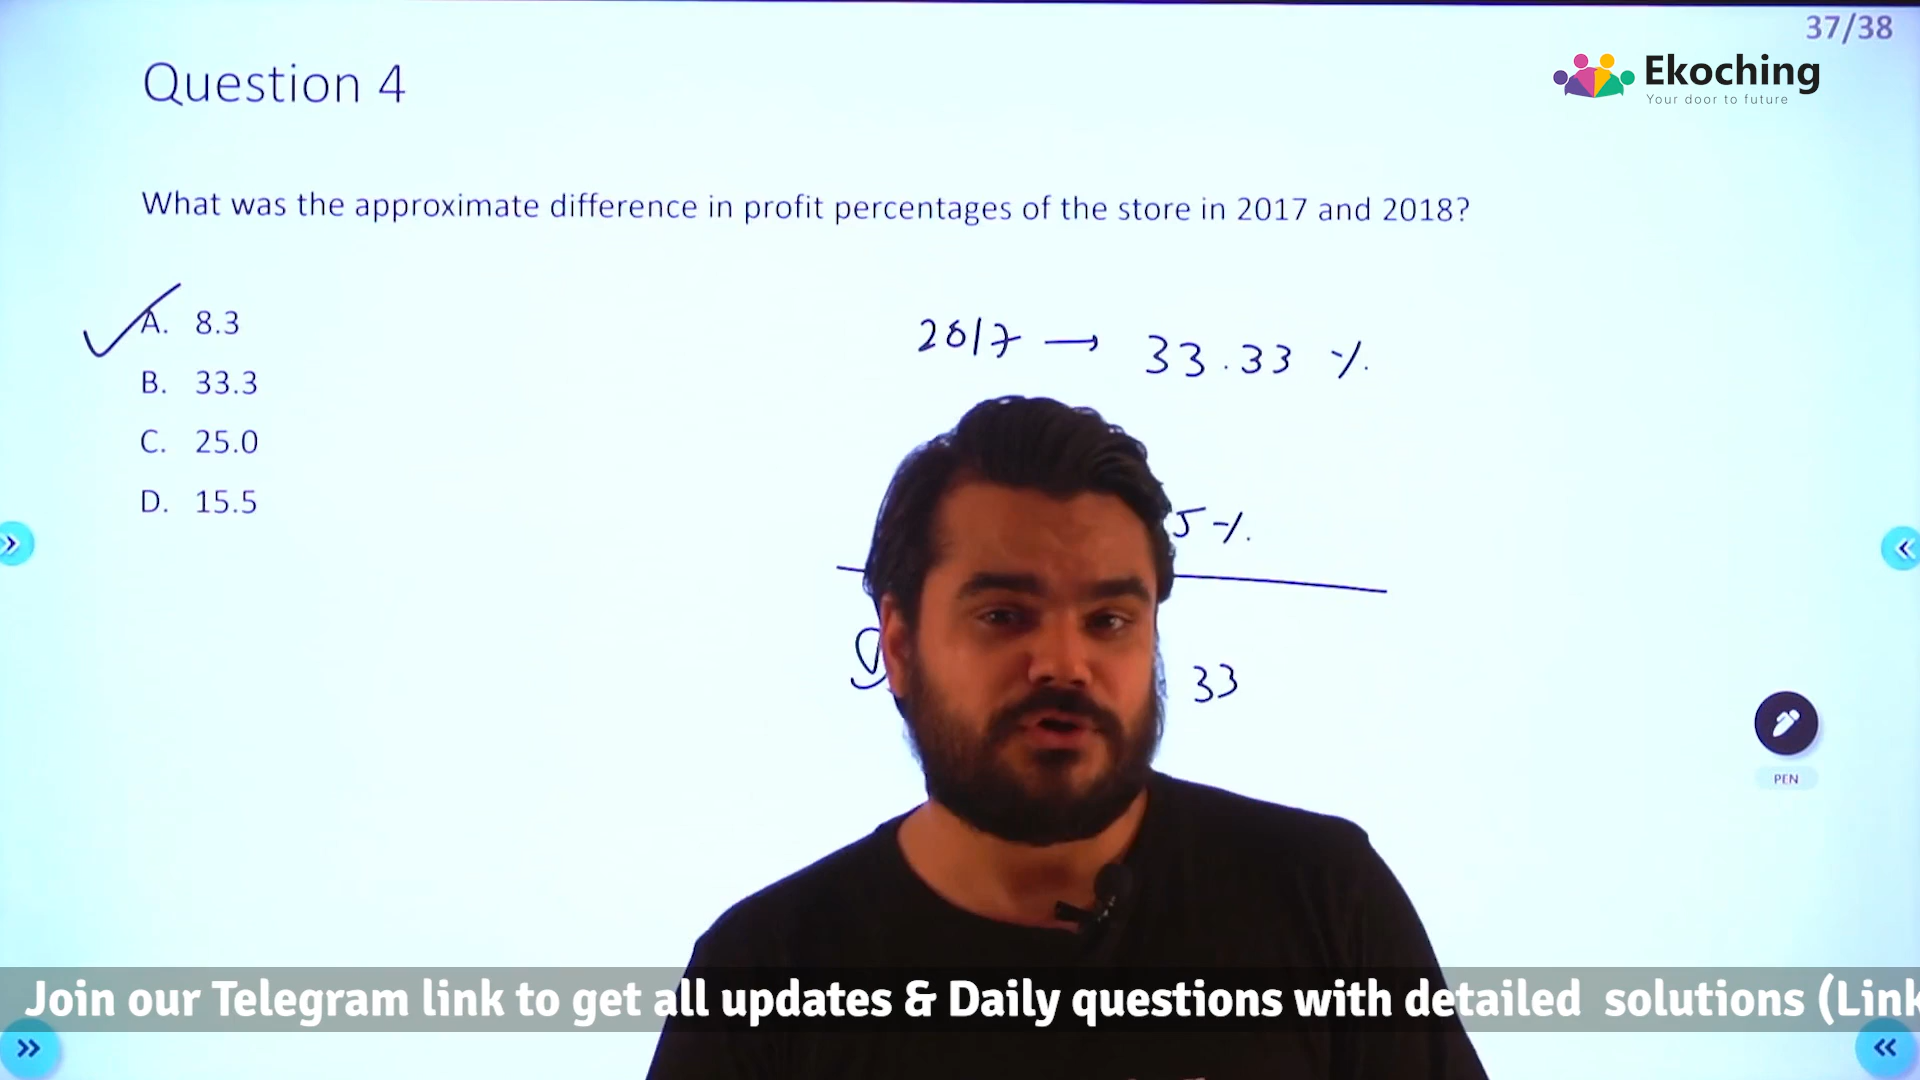 37/38
Ekoching
Your door to future
Question 4
What was the approximate difference in profit percentages of the store in 2017 and 2018?
A. 8.3
B. 33.3
C. 25.0
D. 15.5
2017 → 33.33 %
5 %
33
PEN
Join our Telegram link to get all updates & Daily questions with detailed solutions (Link